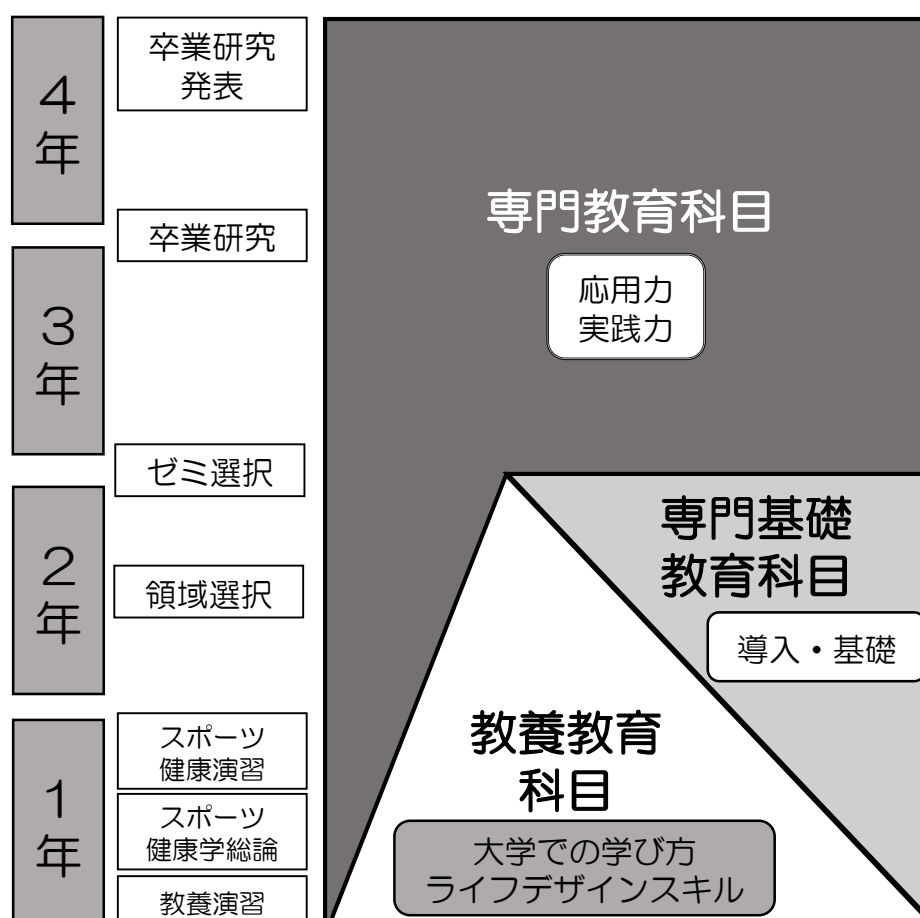 4
年
卒業研究
発表
専門教育科目
応用力
実践力
卒業研究
3
年
ゼミ選択
2
年
領域選択
専門基礎
教育科目
導入・基礎
1
年
スポーツ
健康演習
スポーツ
健康学総論
教養演習
教養教育
科目
大学での学び方
ライフデザインスキル